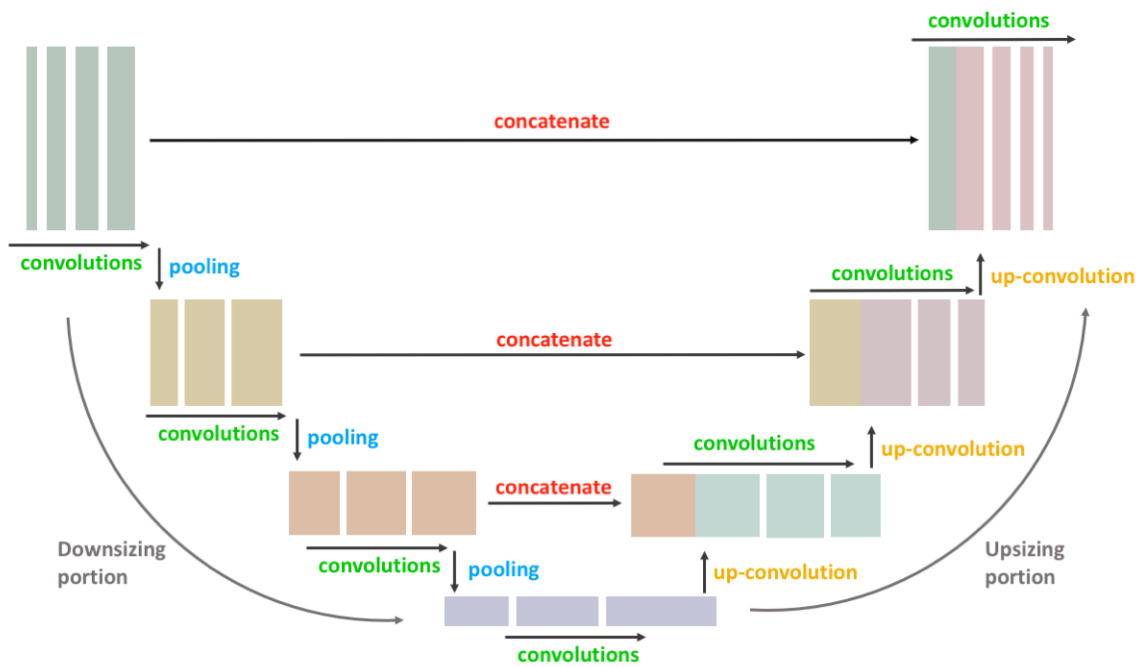 convolutions
concatenate
convolutions
pooling
convolutions
up-convolution
concatenate
convolutions
pooling
convolutions
up-convolution
concatenate
Downsizing
portion
Upsizing
portion
convolutions
pooling
up-convolution
convolutions